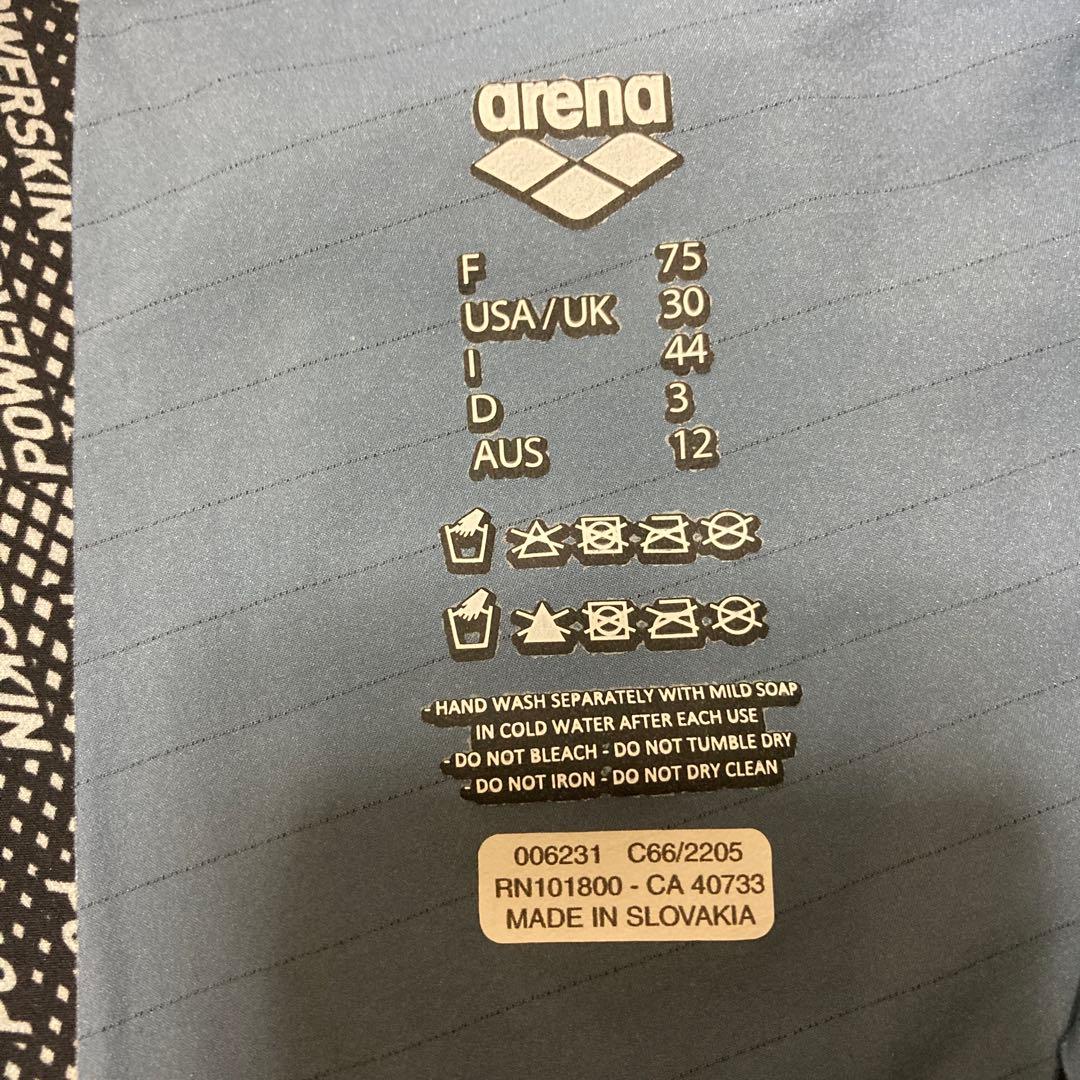 arena
F 75
USA/UK 30
I 44
D 3
AUS 12
- HAND WASH SEPARATELY WITH MILD SOAP
IN COLD WATER AFTER EACH USE
- DO NOT BLEACH - DO NOT TUMBLE DRY
- DO NOT IRON - DO NOT DRY CLEAN
006231 C66/2205
RN101800 - CA 40733
MADE IN SLOVAKIA
POWERSKIN